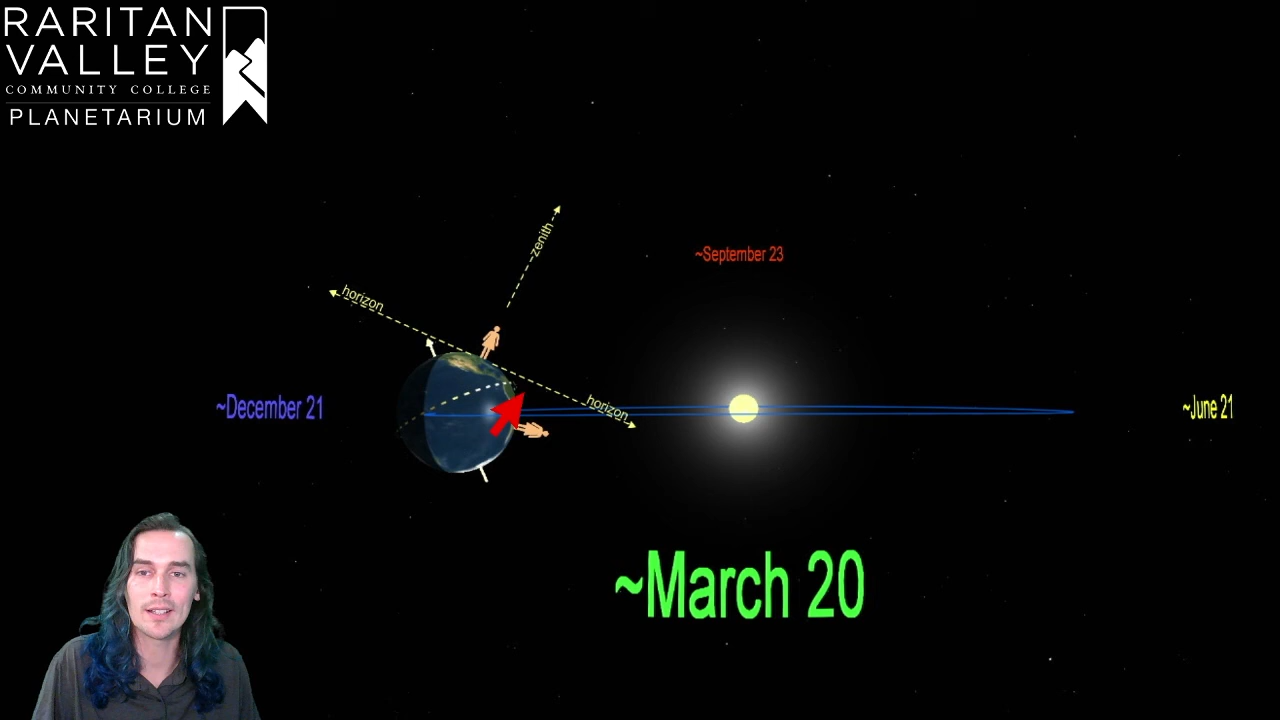 RARITAN
VALLEY
COMMUNITY COLLEGE
PLANETARIUM
zenith
~September 23
horizon
~December 21
horizon
~June 21
~March 20